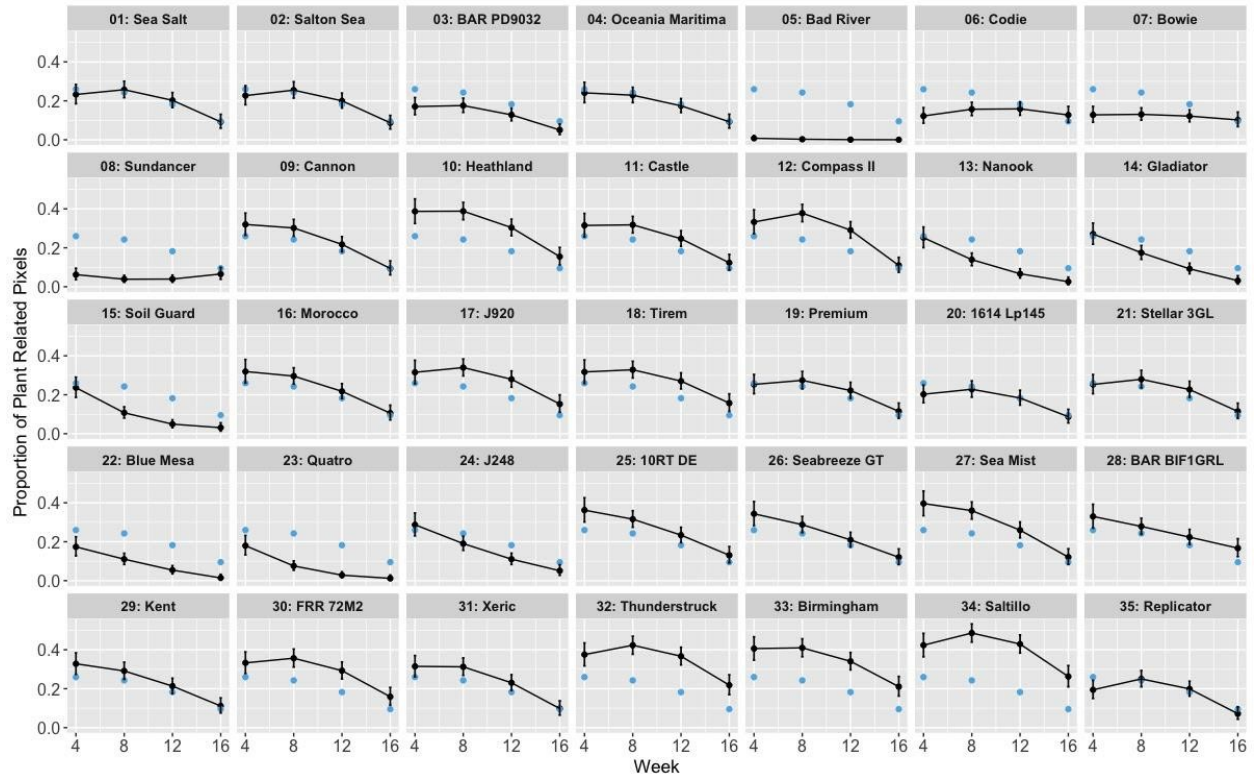 01: Sea Salt 02: Salton Sea 03: BAR PD9032 04: Oceania Maritima 05: Bad River 06: Codie 07: Bowie
0.4
0.2
0.0
08: Sundancer 09: Cannon 10: Heathland 11: Castle 12: Compass II 13: Nanook 14: Gladiator
0.4
0.2
0.0
15: Soil Guard 16: Morocco 17: J920 18: Tirem 19: Premium 20: 1614 Lp145 21: Stellar 3GL
0.4
0.2
0.0
22: Blue Mesa 23: Quatro 24: J248 25: 10RT DE 26: Seabreeze GT 27: Sea Mist 28: BAR BIF1GRL
0.4
0.2
0.0
29: Kent 30: FRR 72M2 31: Xeric 32: Thunderstruck 33: Birmingham 34: Saltillo 35: Replicator
0.4
0.2
0.0
4 8 12 16 4 8 12 16 4 8 12 16 4 8 12 16 4 8 12 16 4 8 12 16 4 8 12 16
Week
Proportion of Plant Related Pixels